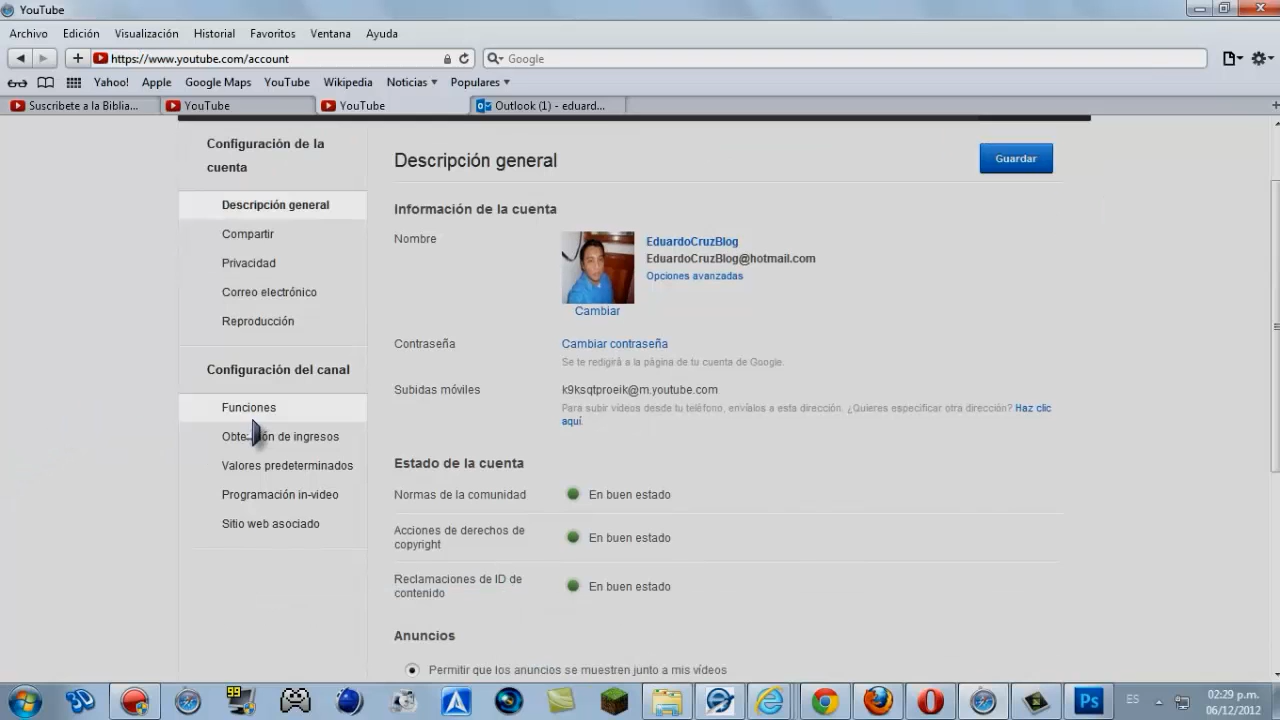 YouTube
Archivo Edición Visualización Historial Favoritos Ventana Ayuda
https://www.youtube.com/account Google
Yahoo! Apple Google Maps YouTube Wikipedia Noticias Populares
Suscribete a la Biblia... YouTube YouTube Outlook (1) - eduard...
Configuración de la
cuenta
Descripción general
Compartir
Privacidad
Correo electrónico
Reproducción
Configuración del canal
Funciones
Obtención de ingresos
Valores predeterminados
Programación in-video
Sitio web asociado
Descripción general
Guardar
Información de la cuenta
Nombre
EduardoCruzBlog
EduardoCruzBlog@hotmail.com
Opciones avanzadas
Cambiar
Contraseña
Cambiar contraseña
Se te redigirá a la página de tu cuenta de Google.
Subidas móviles
k9ksqtproeik@m.youtube.com
Para subir vídeos desde tu teléfono, envíalos a esta dirección. ¿Quieres especificar otra dirección? Haz clic
aquí.
Estado de la cuenta
Normas de la comunidad En buen estado
Acciones de derechos de
copyright
En buen estado
Reclamaciones de ID de
contenido
En buen estado
Anuncios
Permitir que los anuncios se muestren junto a mis vídeos
99
Ps
ES
02:29 p.m.
06/12/2012